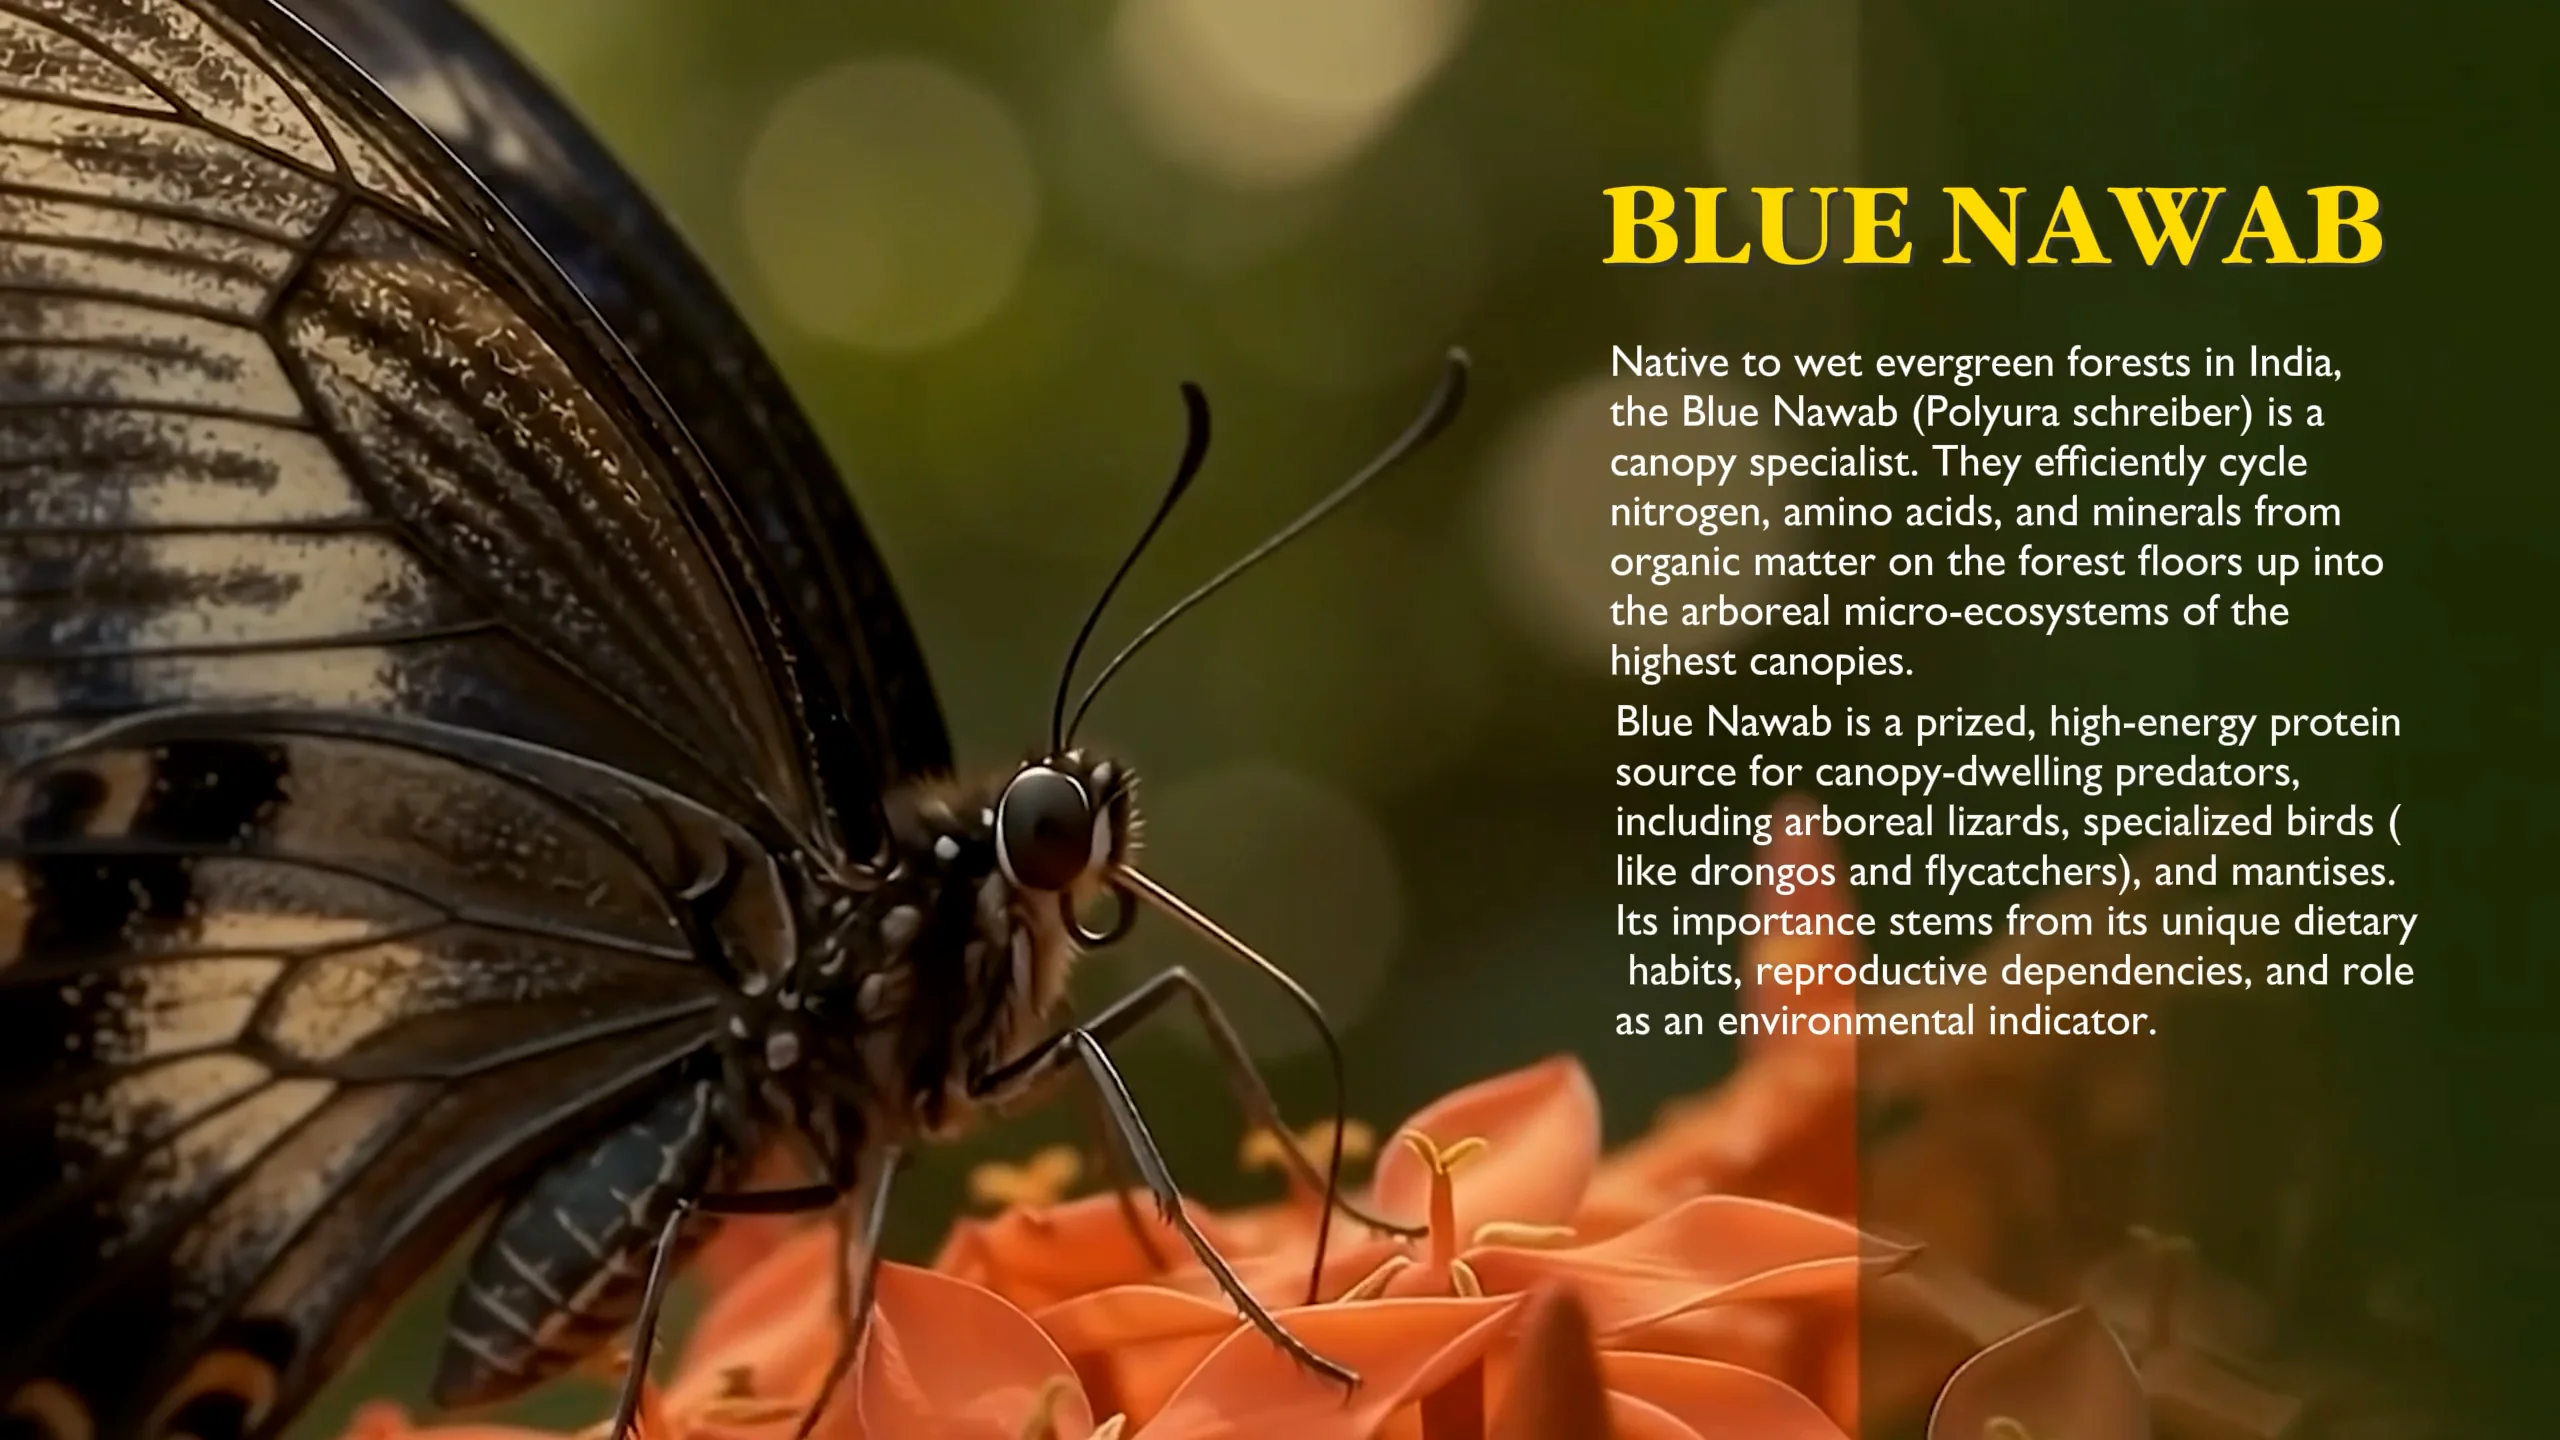 BLUE NAWAB
Native to wet evergreen forests in India,
the Blue Nawab (Polyura schreiber) is a
canopy specialist. They efficiently cycle
nitrogen, amino acids, and minerals from
organic matter on the forest floors up into
the arboreal micro-ecosystems of the
highest canopies.
Blue Nawab is a prized, high-energy protein
source for canopy-dwelling predators,
including arboreal lizards, specialized birds (
like drongos and flycatchers), and mantises.
Its importance stems from its unique dietary
habits, reproductive dependencies, and role
as an environmental indicator.